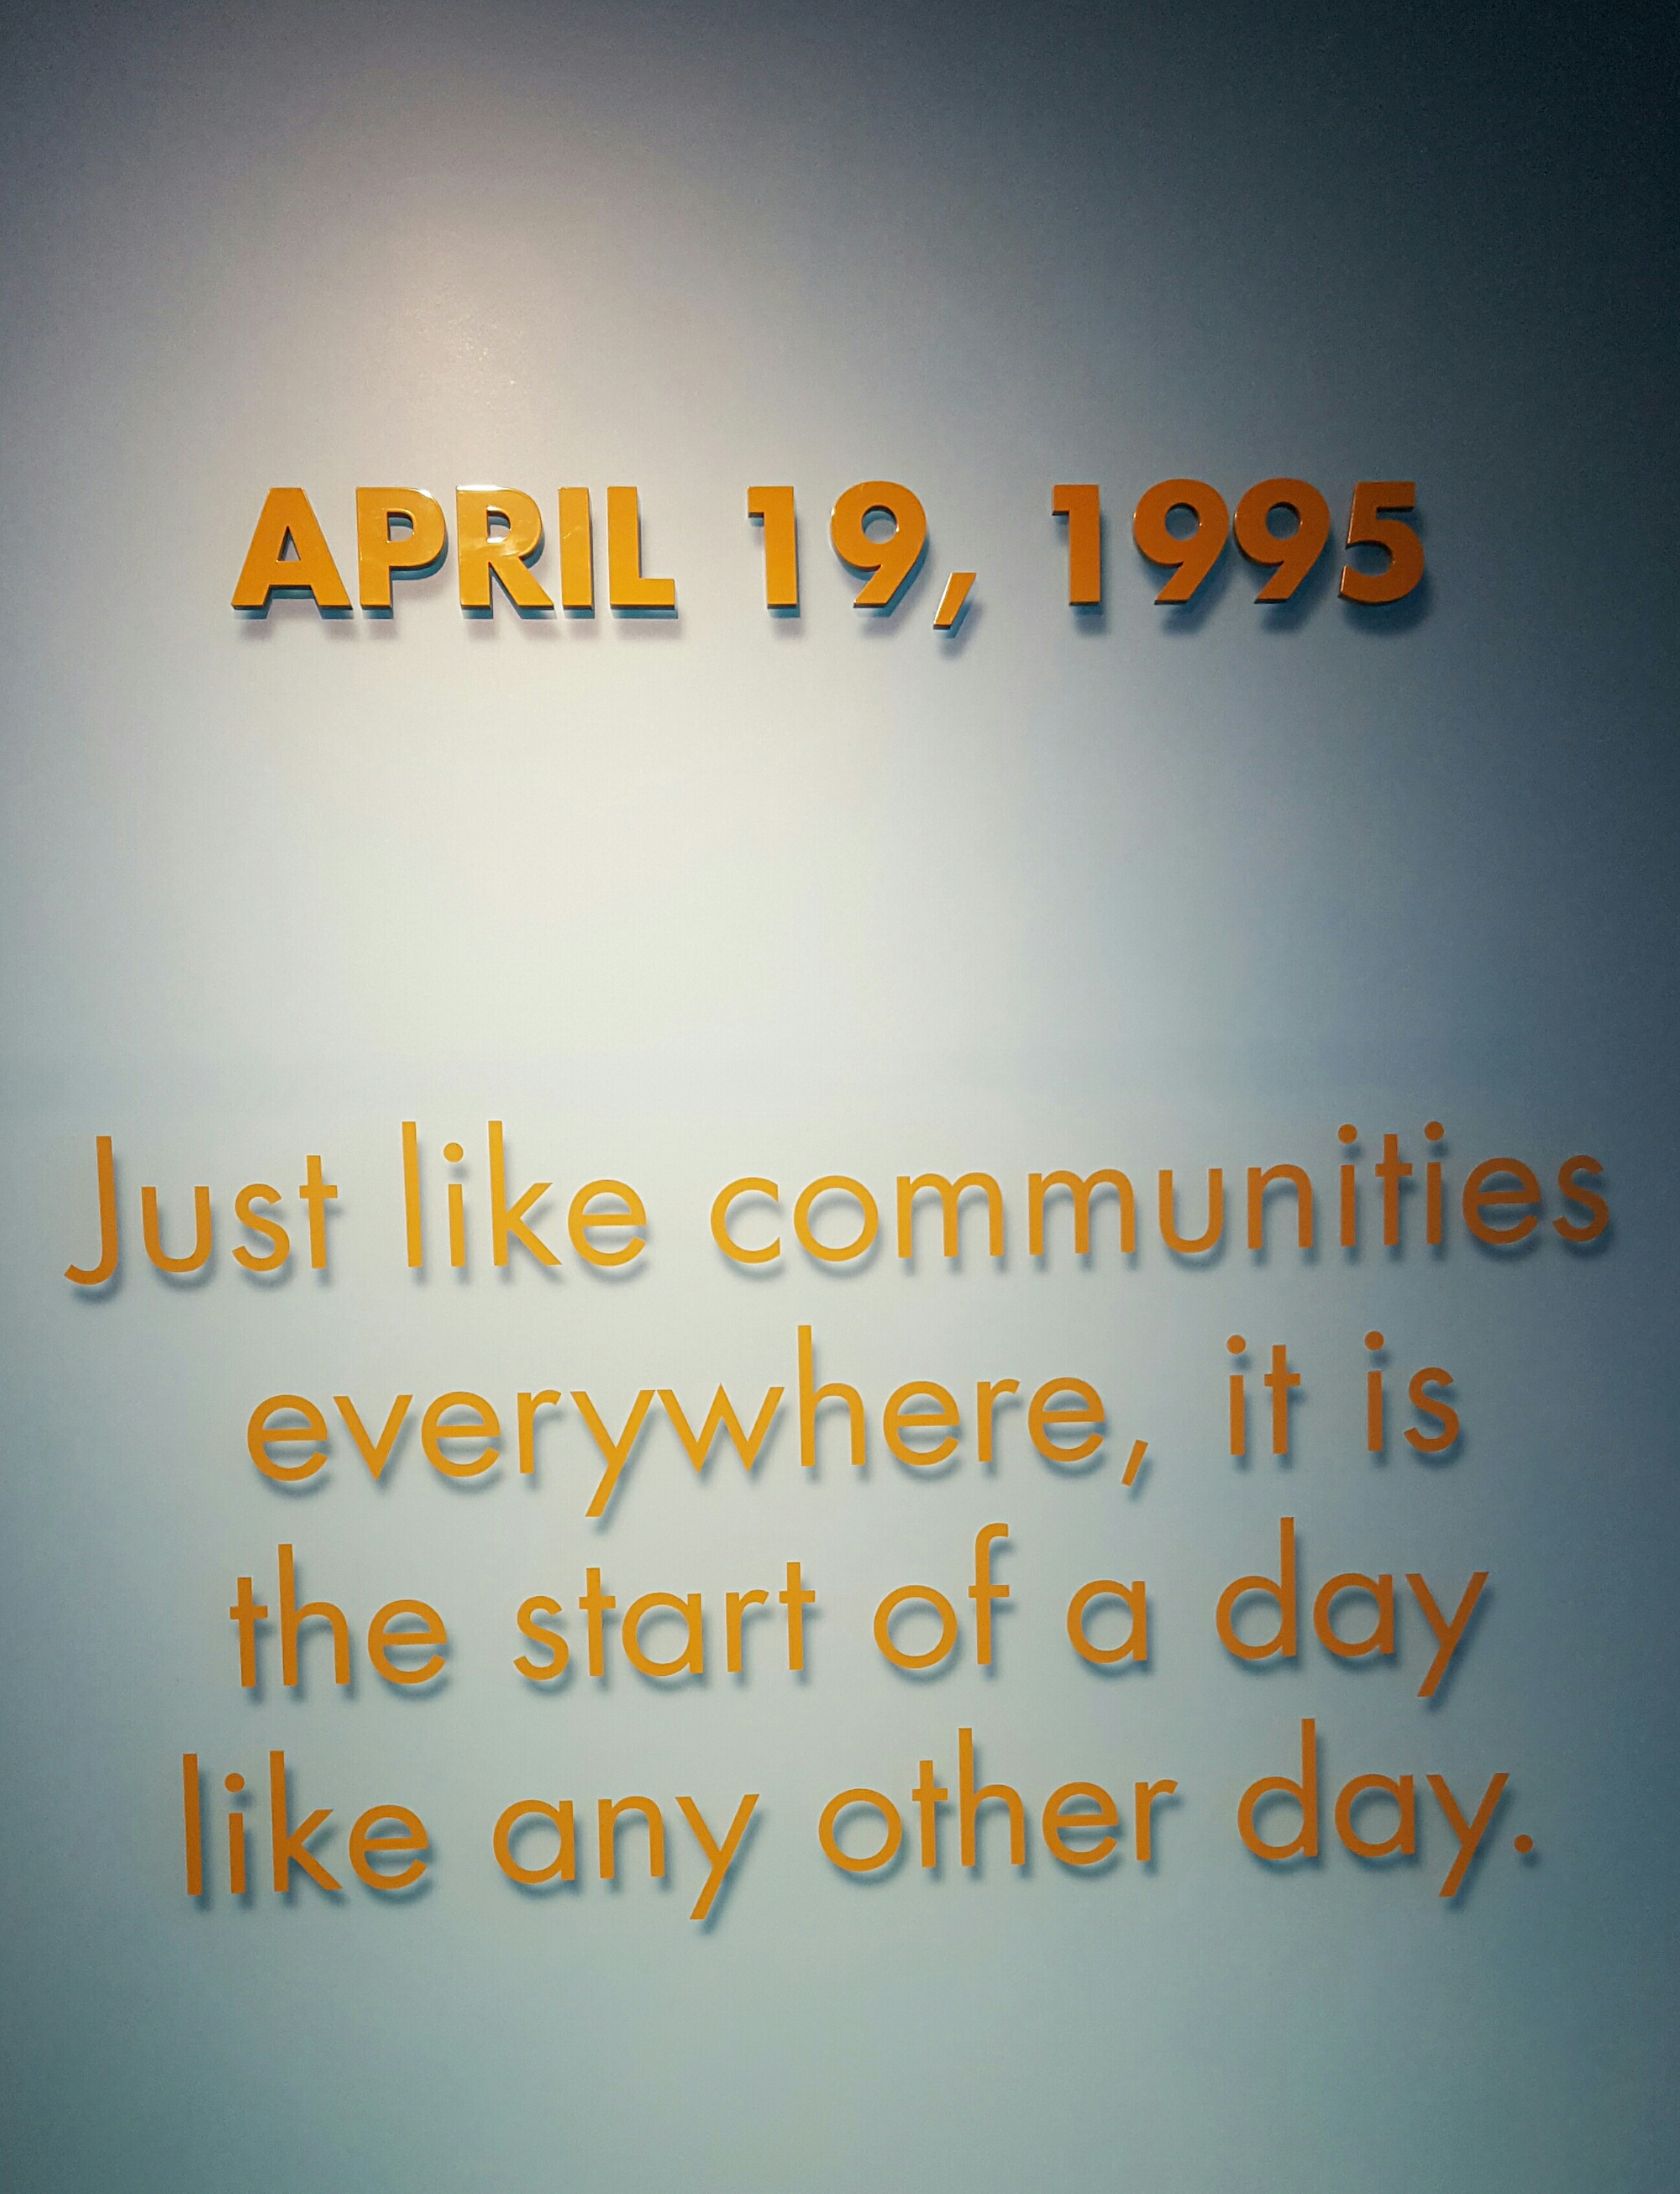 APRIL 19, 1995
Just like communities
everywhere, it is
the start of a day
like any other day.